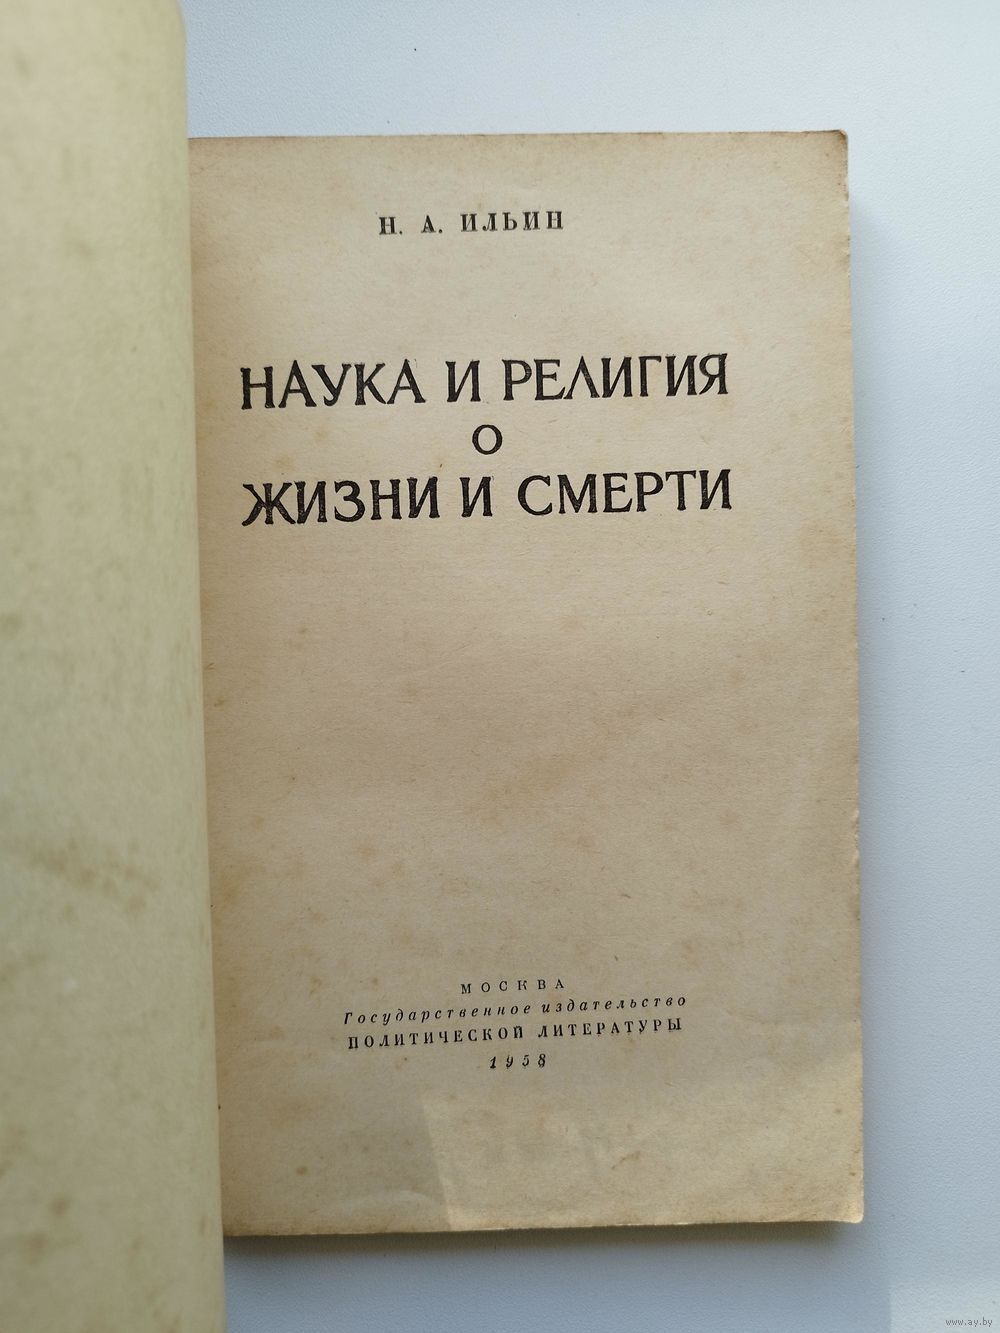 Н. А. ИЛЬИН
НАУКА И РЕЛИГИЯ
О
ЖИЗНИ И СМЕРТИ
МОСКВА
Государственное издательство
ПОЛИТИЧЕСКОЙ ЛИТЕРАТУРЫ
1958
www.ay.by